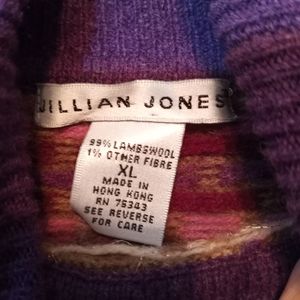 JILLIAN JONES
99% LAMBSWOOL
1% OTHER FIBRE
XL
MADE IN
HONG KONG
RN 75343
SEE REVERSE
FOR CARE